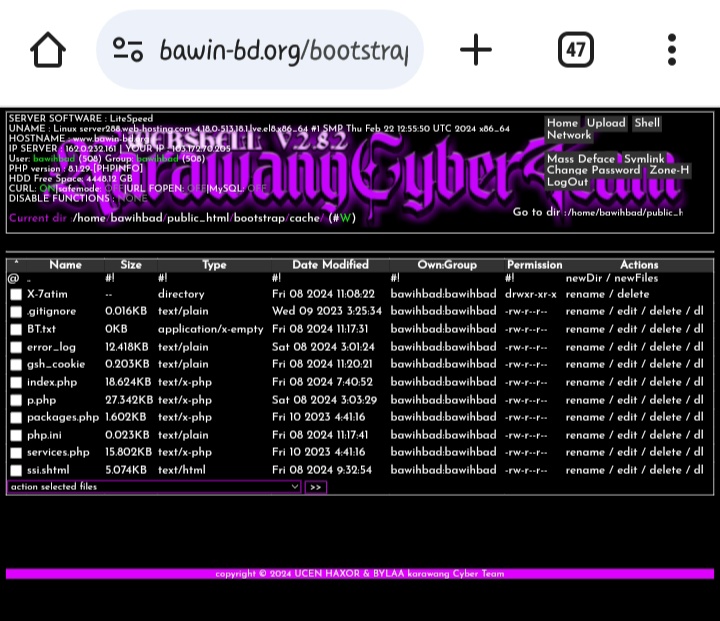 47
bawin-bd.org/bootstrap
SERVER SOFTWARE : LiteSpeed
UNAME : Linux server288.web-hosting.com 4.18.0-513.18.1.lve.el8.x86_64 #1 SMP Thu Feb 22 12:55:50 UTC 2024 x86_64
HOSTNAME : www.bawin-bd.org
IP SERVER : 162.0.232.161 | YOUR IP : 103.172.70.205
User: bawihbad (508) Group: bawihbad (508)
PHP version : 8.1.29-[PHPINFO]
HDD Free Space: 4448.12 GB
CURL: ON|safemode: OFF|URL FOPEN: OFF|MySQL: OFF
DISABLE FUNCTIONS : NONE
WEBSHELL V.2.8.2
Karawang Cyber Team
Home Upload Shell
Network
Mass Deface Symlink
Change Password Zone-H
LogOut
Current dir /home/bawihbad/public_html/bootstrap/cache/ (#W)
Go to dir : /home/bawihbad/public_h
Name Size Type Date Modified Own:Group Permission Actions
@ .. #! #! #! #! #! newDir / newFiles
X-7atim -- directory Fri 08 2024 11:08:22 bawihbad:bawihbad drwxr-xr-x rename / delete
.gitignore 0.016KB text/plain Wed 09 2023 3:25:34 bawihbad:bawihbad -rw-r--r-- rename / edit / delete / dl
BT.txt 0KB application/x-empty Fri 08 2024 11:17:31 bawihbad:bawihbad -rw-r--r-- rename / edit / delete / dl
error_log 12.418KB text/plain Sat 08 2024 3:01:24 bawihbad:bawihbad -rw-r--r-- rename / edit / delete / dl
gsh_cookie 0.203KB text/plain Fri 08 2024 11:20:21 bawihbad:bawihbad -rw-r--r-- rename / edit / delete / dl
index.php 18.624KB text/x-php Fri 08 2024 7:40:52 bawihbad:bawihbad -rw-r--r-- rename / edit / delete / dl
p.php 27.342KB text/x-php Sat 08 2024 3:03:29 bawihbad:bawihbad -rw-r--r-- rename / edit / delete / dl
packages.php 1.602KB text/x-php Fri 10 2023 4:41:16 bawihbad:bawihbad -rw-r--r-- rename / edit / delete / dl
php.ini 0.023KB text/plain Fri 08 2024 11:17:41 bawihbad:bawihbad -rw-r--r-- rename / edit / delete / dl
services.php 15.802KB text/x-php Fri 10 2023 4:41:16 bawihbad:bawihbad -rw-r--r-- rename / edit / delete / dl
ssi.shtml 5.074KB text/html Fri 08 2024 9:32:54 bawihbad:bawihbad -rw-r--r-- rename / edit / delete / dl
action selected files >>
copyright © 2024 UCEN HAXOR & BYLAA karawang Cyber Team